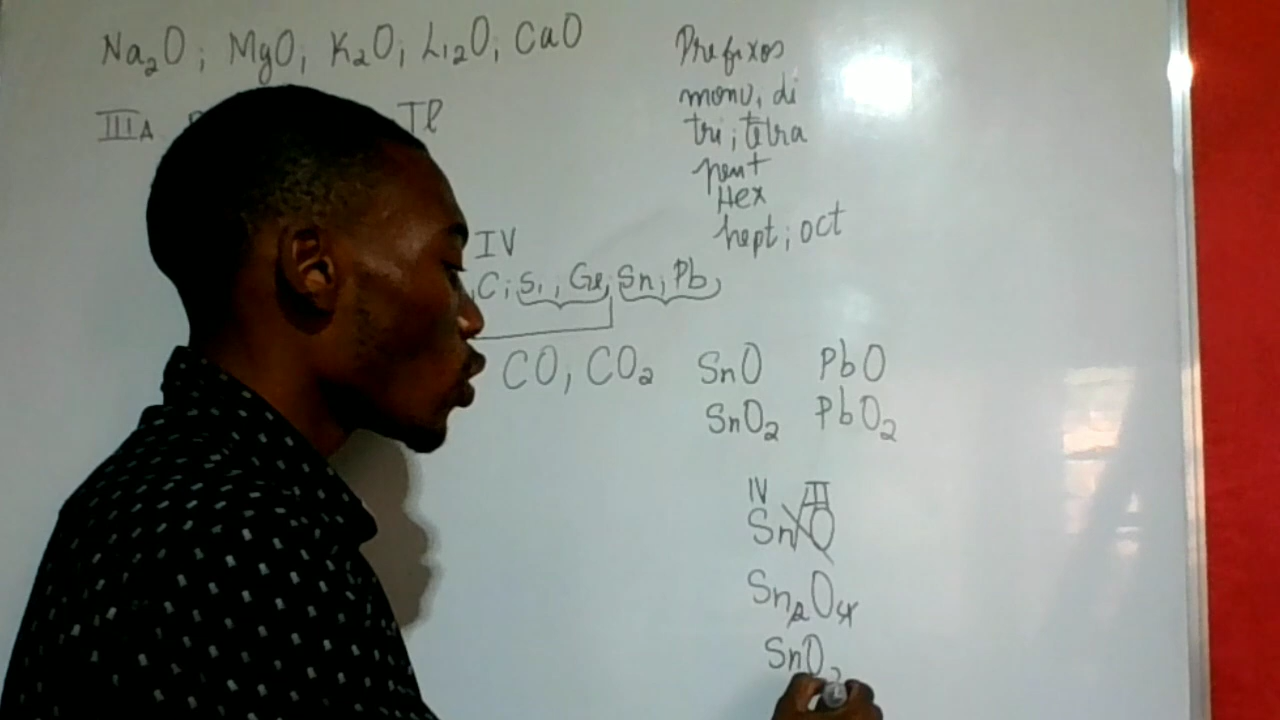 Na₂O; MgO; K₂O; Li₂O; CaO
IIIA Tl
IV
C; Si, Ge, Sn; Pb,
CO, CO₂ SnO PbO
SnO₂ PbO₂
IV II
Sn O
Sn₂O₄
SnO₂
Prefixos
mono, di
tri; tetra
pent
Hex
hept; oct